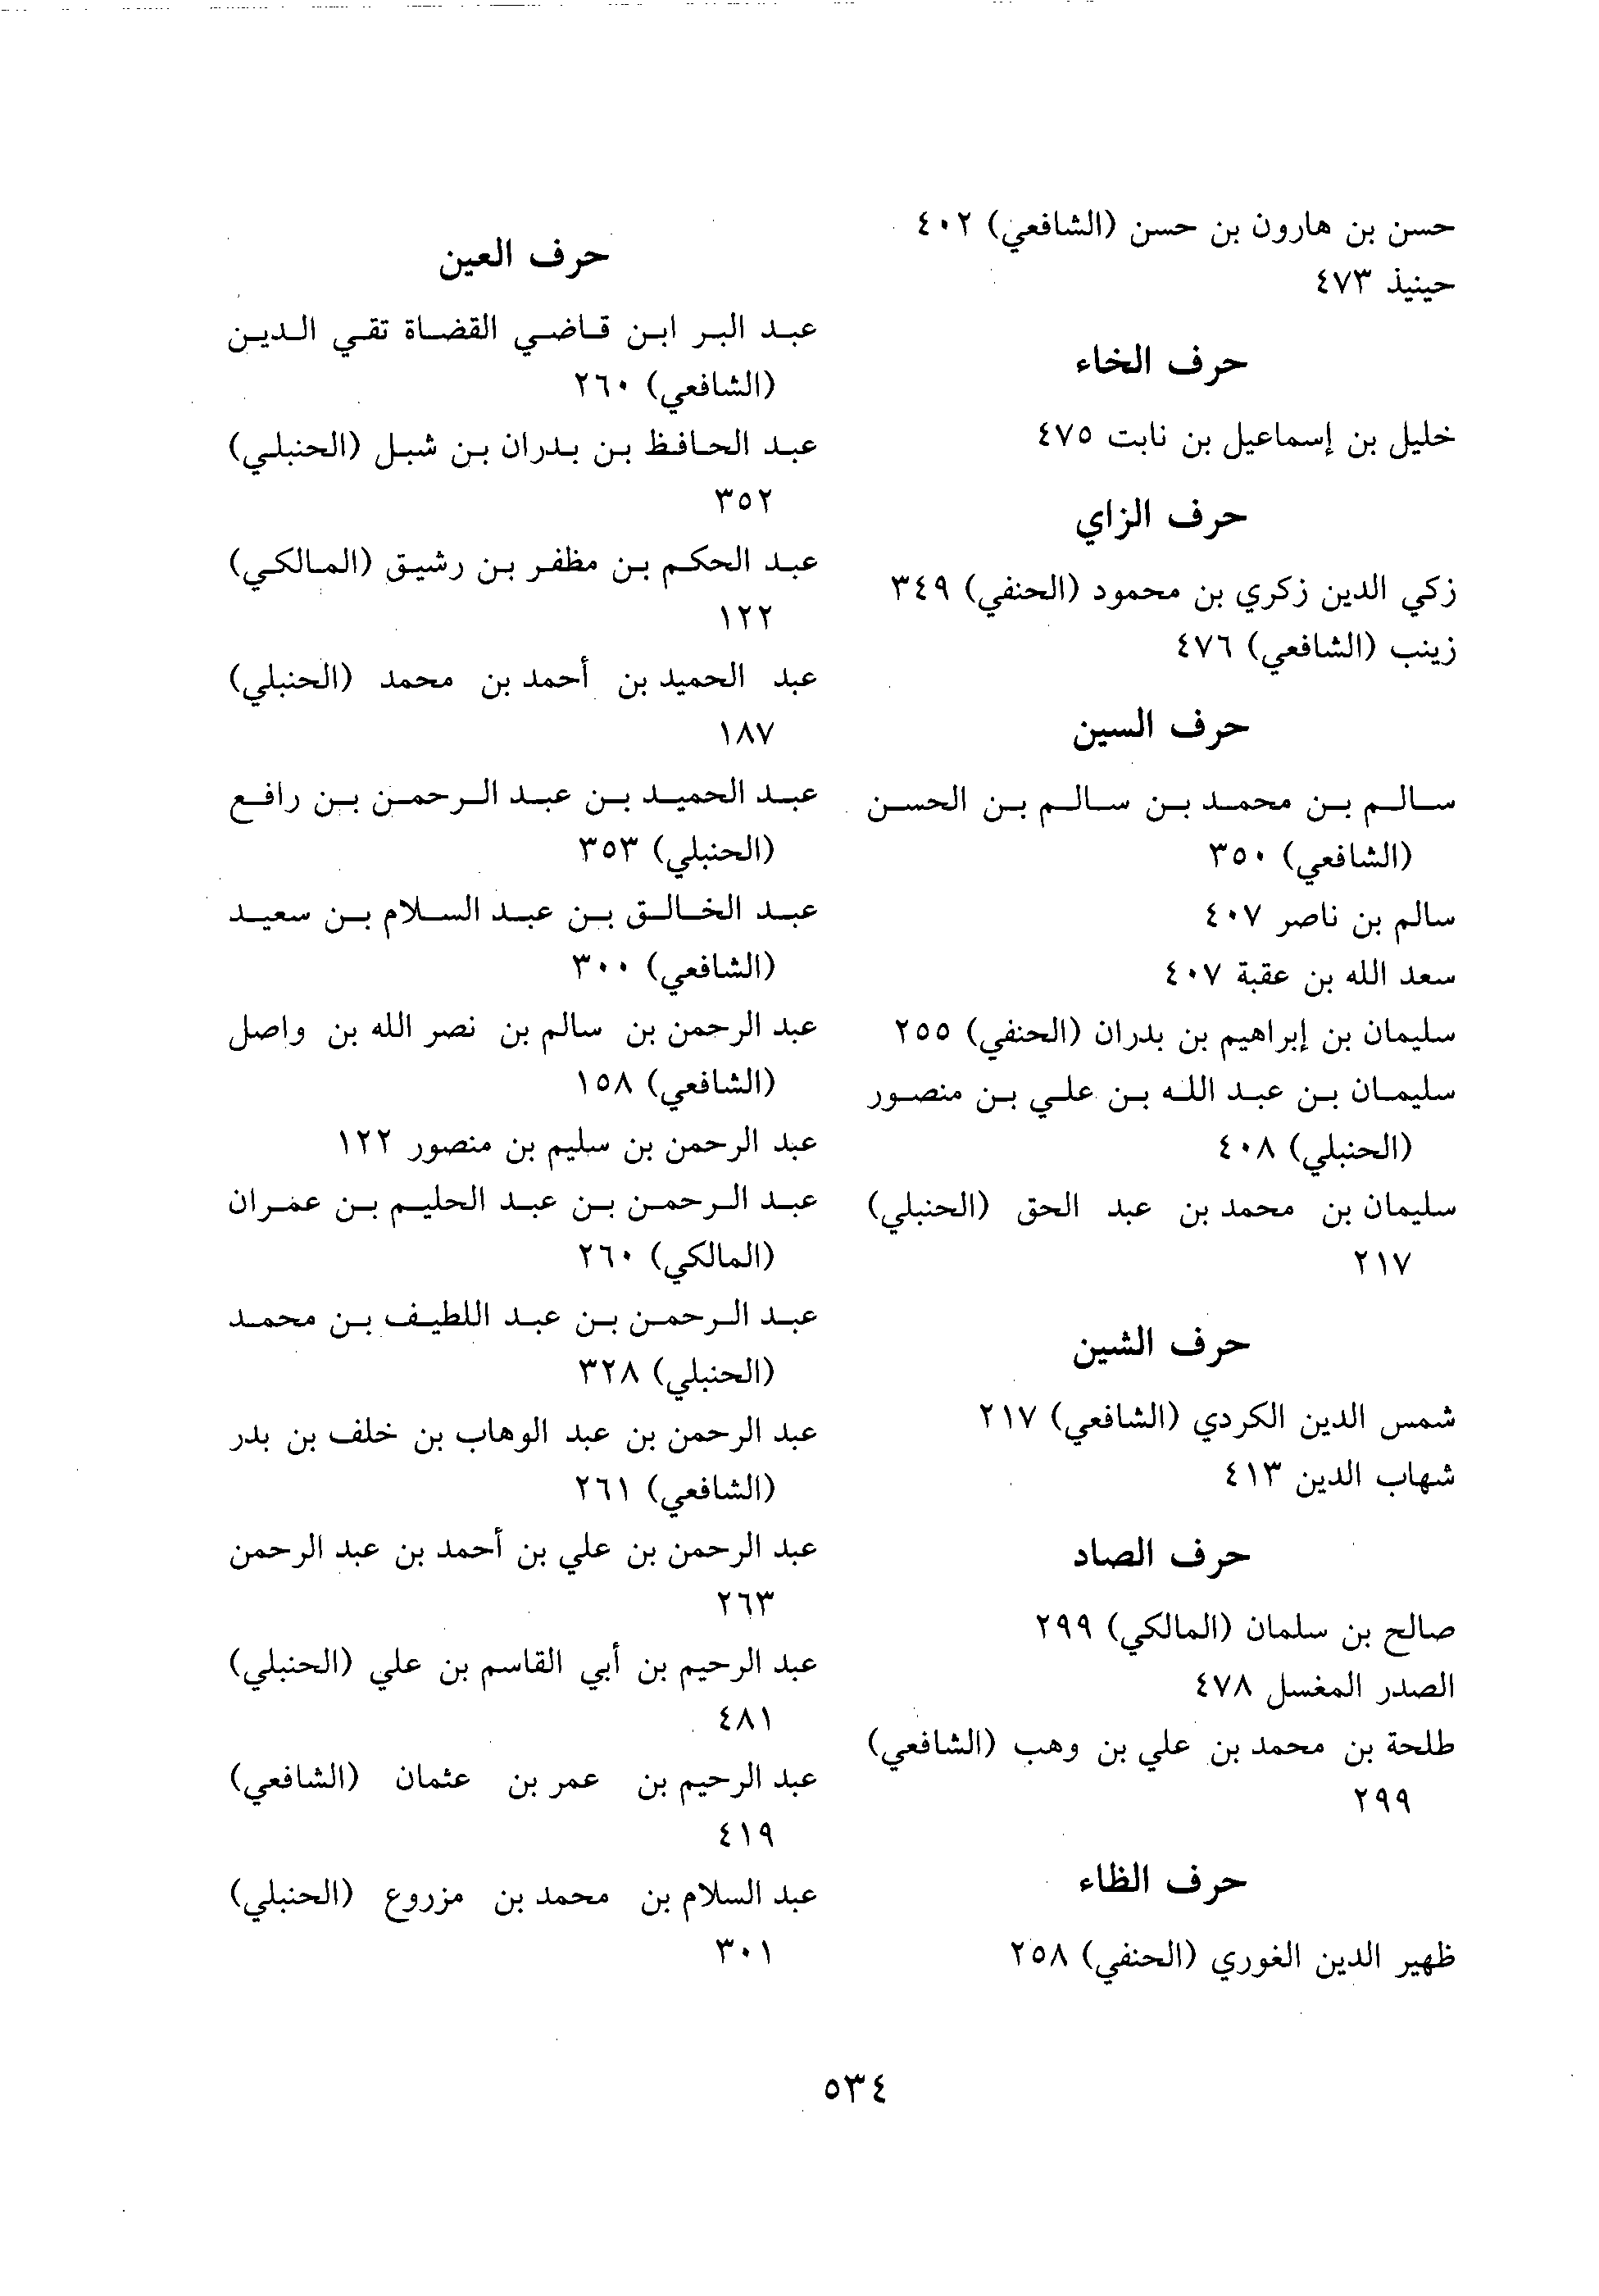 حسن بن هارون بن حسن (الشافعي) ٤٠٢
حينيذ ٤٧٣
حرف الخاء
خليل بن إسماعيل بن نابت ٤٧٥
حرف الزاي
زكي الدين زكري بن محمود (الحنفي) ٣٤٩
زينب (الشافعي) ٤٧٦
حرف السين
سالم بن محمد بن سالم بن الحسن
(الشافعي) ٣٥٠
سالم بن ناصر ٤٠٧
سعد الله بن عقبة ٤٠٧
سليمان بن إبراهيم بن بدران (الحنفي) ٢٥٥
سليمان بن عبد الله بن علي بن منصور
(الحنبلي) ٤٠٨
سليمان بن محمد بن عبد الحق (الحنبلي)
٢١٧
حرف الشين
شمس الدين الكردي (الشافعي) ٢١٧
شهاب الدين ٤١٣
حرف الصاد
صالح بن سلمان (المالكي) ٢٩٩
الصدر المغسل ٤٧٨
طلحة بن محمد بن علي بن وهب (الشافعي)
٢٩٩
حرف الظاء
ظهير الدين الغوري (الحنفي) ٢٥٨
حرف العين
عبد البر ابن قاضي القضاة تقي الدين
(الشافعي) ٢٦٠
عبد الحافظ بن بدران بن شبل (الحنبلي)
٣٥٢
عبد الحكم بن مظفر بن رشيق (المالكي)
١٢٢
عبد الحميد بن أحمد بن محمد (الحنبلي)
١٨٧
عبد الحميد بن عبد الرحمن بن رافع
(الحنبلي) ٣٥٣
عبد الخالق بن عبد السلام بن سعيد
(الشافعي) ٣٠٠
عبد الرحمن بن سالم بن نصر الله بن واصل
(الشافعي) ١٥٨
عبد الرحمن بن سليم بن منصور ١٢٢
عبد الرحمن بن عبد الحليم بن عمران
(المالكي) ٢٦٠
عبد الرحمن بن عبد اللطيف بن محمد
(الحنبلي) ٣٢٨
عبد الرحمن بن عبد الوهاب بن خلف بن بدر
(الشافعي) ٢٦١
عبد الرحمن بن علي بن أحمد بن عبد الرحمن
٢٦٣
عبد الرحيم بن أبي القاسم بن علي (الحنبلي)
٤٨١
عبد الرحيم بن عمر بن عثمان (الشافعي)
٤١٩
عبد السلام بن محمد بن مزروع (الحنبلي)
٣٠١
٥٣٤